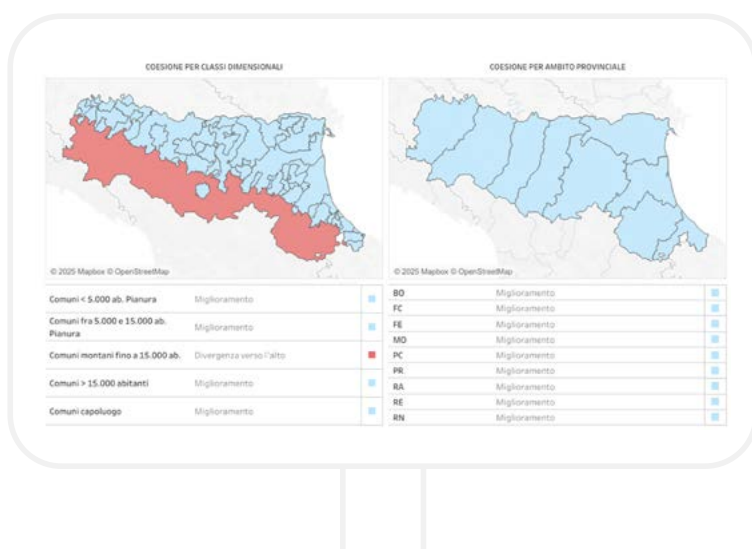 COESIONE PER CLASSI DIMENSIONALI
© 2025 Mapbox © OpenStreetMap
Comuni < 5.000 ab. Pianura Miglioramento
Comuni fra 5.000 e 15.000 ab.
Pianura Miglioramento
Comuni montani fino a 15.000 ab. Divergenza verso l'alto
Comuni > 15.000 abitanti Miglioramento
Comuni capoluogo Miglioramento
COESIONE PER AMBITO PROVINCIALE
© 2025 Mapbox © OpenStreetMap
BO Miglioramento
FC Miglioramento
FE Miglioramento
MO Miglioramento
PC Miglioramento
PR Miglioramento
RA Miglioramento
RE Miglioramento
RN Miglioramento